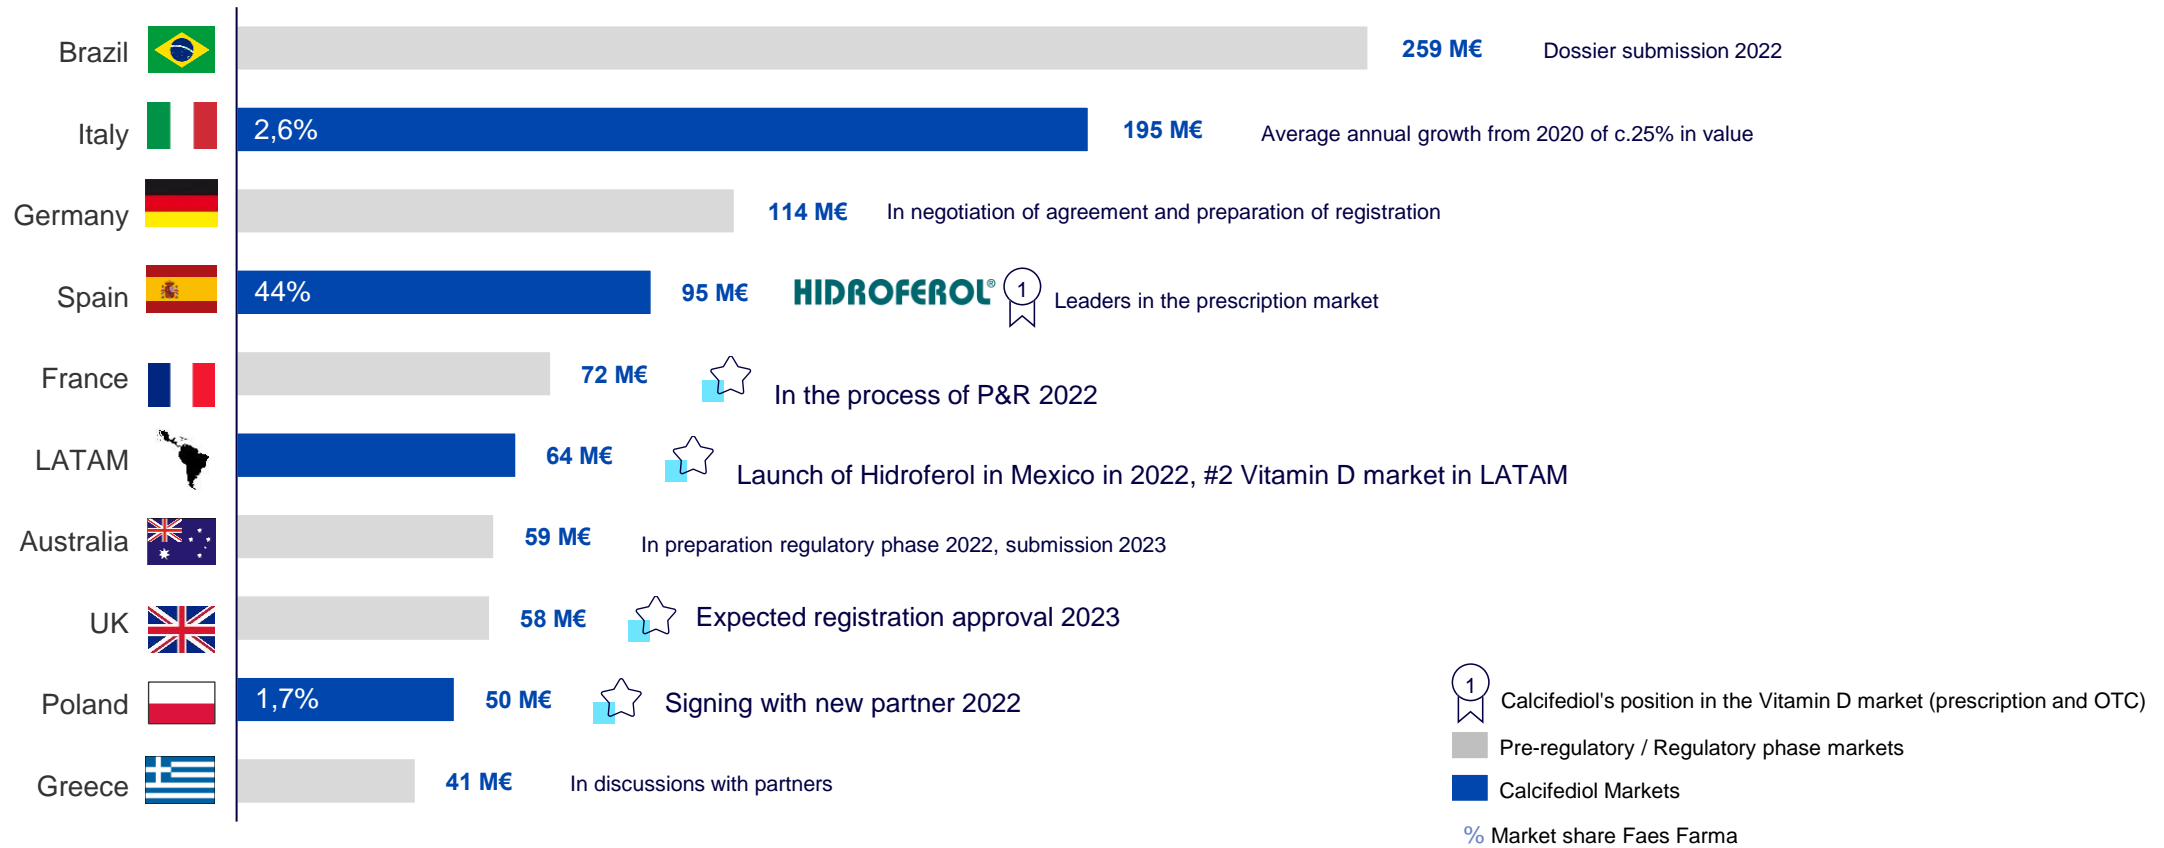 Brazil 259 M€ Dossier submission 2022
Italy 2,6% 195 M€ Average annual growth from 2020 of c.25% in value
Germany 114 M€ In negotiation of agreement and preparation of registration
Spain 44% 95 M€ HIDROFEROL® 1 Leaders in the prescription market
France 72 M€ In the process of P&R 2022
LATAM 64 M€ Launch of Hidroferol in Mexico in 2022, #2 Vitamin D market in LATAM
Australia 59 M€ In preparation regulatory phase 2022, submission 2023
UK 58 M€ Expected registration approval 2023
Poland 1,7% 50 M€ Signing with new partner 2022
Greece 41 M€ In discussions with partners
1 Calcifediol's position in the Vitamin D market (prescription and OTC)
Pre-regulatory / Regulatory phase markets
Calcifediol Markets
% Market share Faes Farma